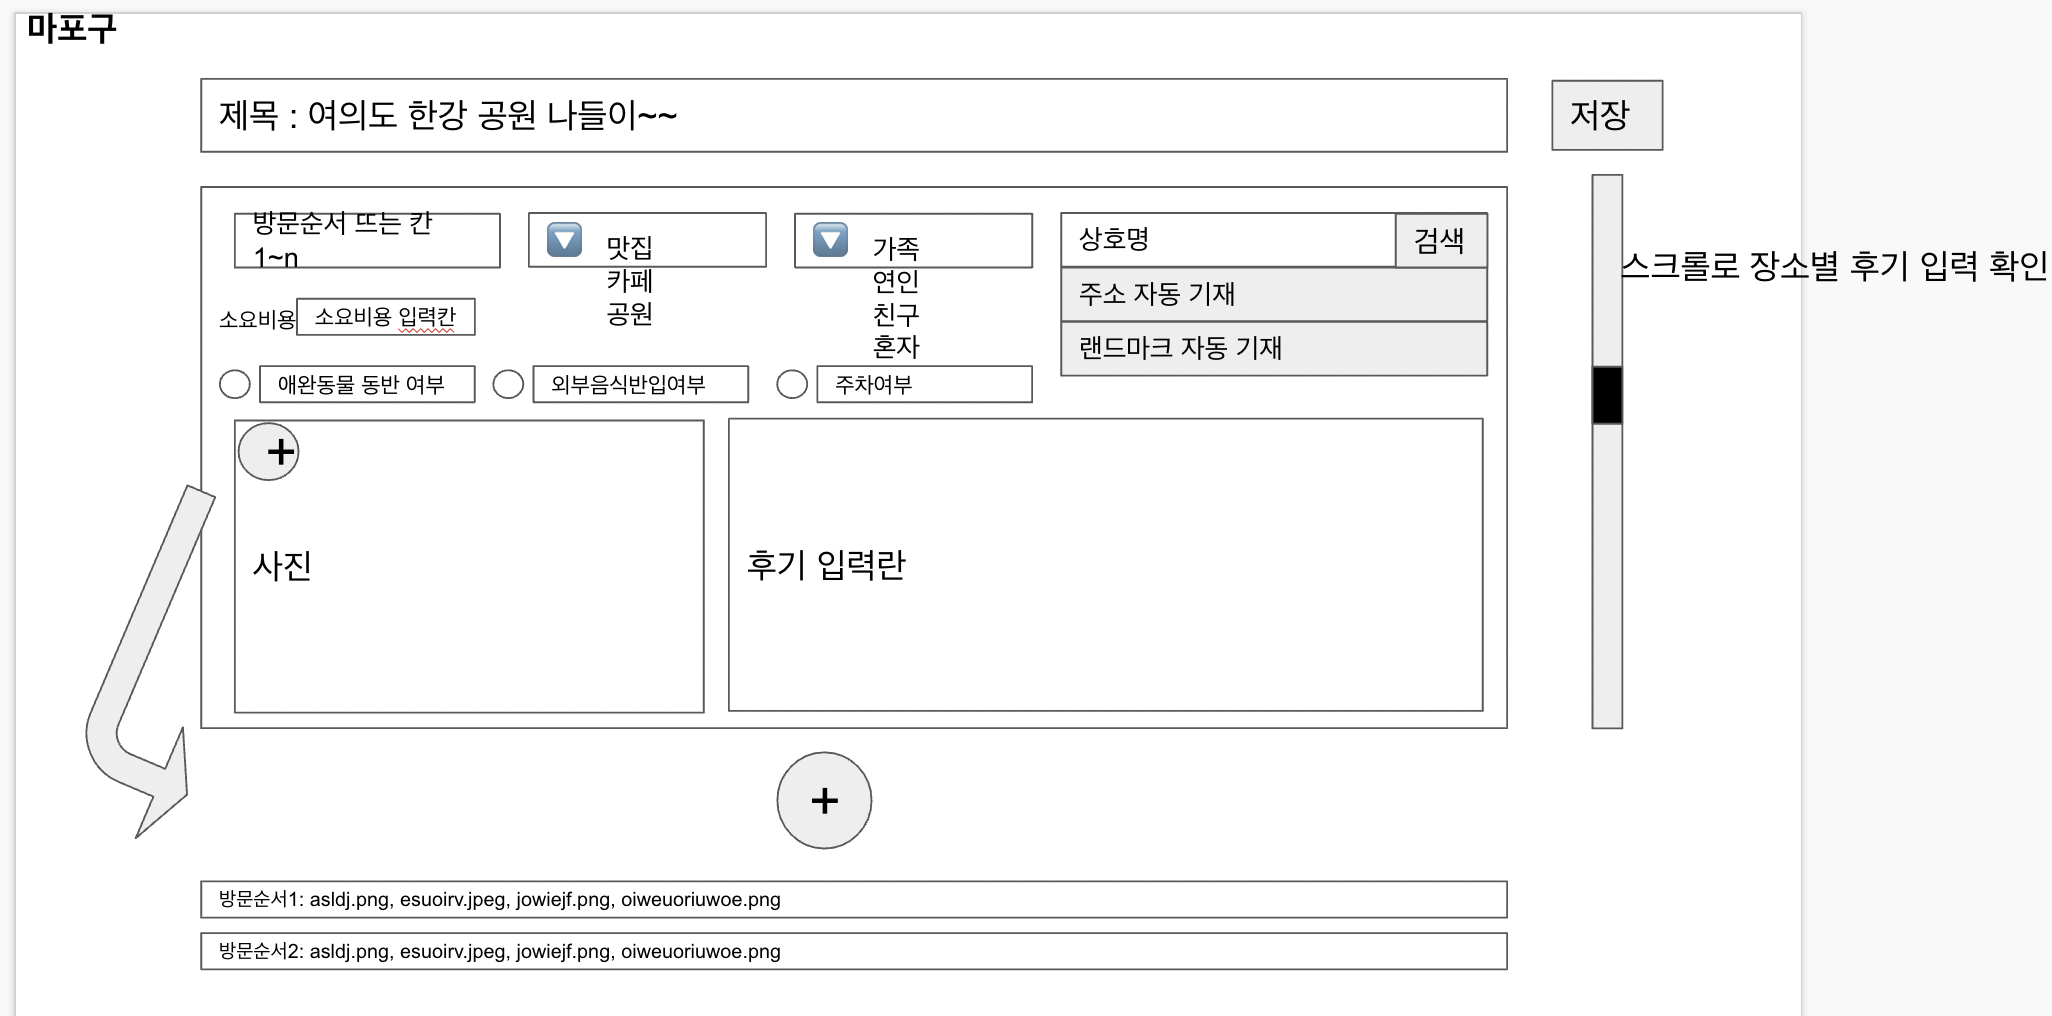 마포구
제목 : 여의도 한강 공원 나들이~~
저장
방문순서 뜨는 칸
1~n
맛집
카페
공원
가족
연인
친구
혼자
상호명
검색
주소 자동 기재
랜드마크 자동 기재
스크롤로 장소별 후기 입력 확인
소요비용
소요비용 입력칸
애완동물 동반 여부
외부음식반입여부
주차여부
+
사진
후기 입력란
+
방문순서1: asldj.png, esuoirv.jpeg, jowiejf.png, oiweuoriuwoe.png
방문순서2: asldj.png, esuoirv.jpeg, jowiejf.png, oiweuoriuwoe.png